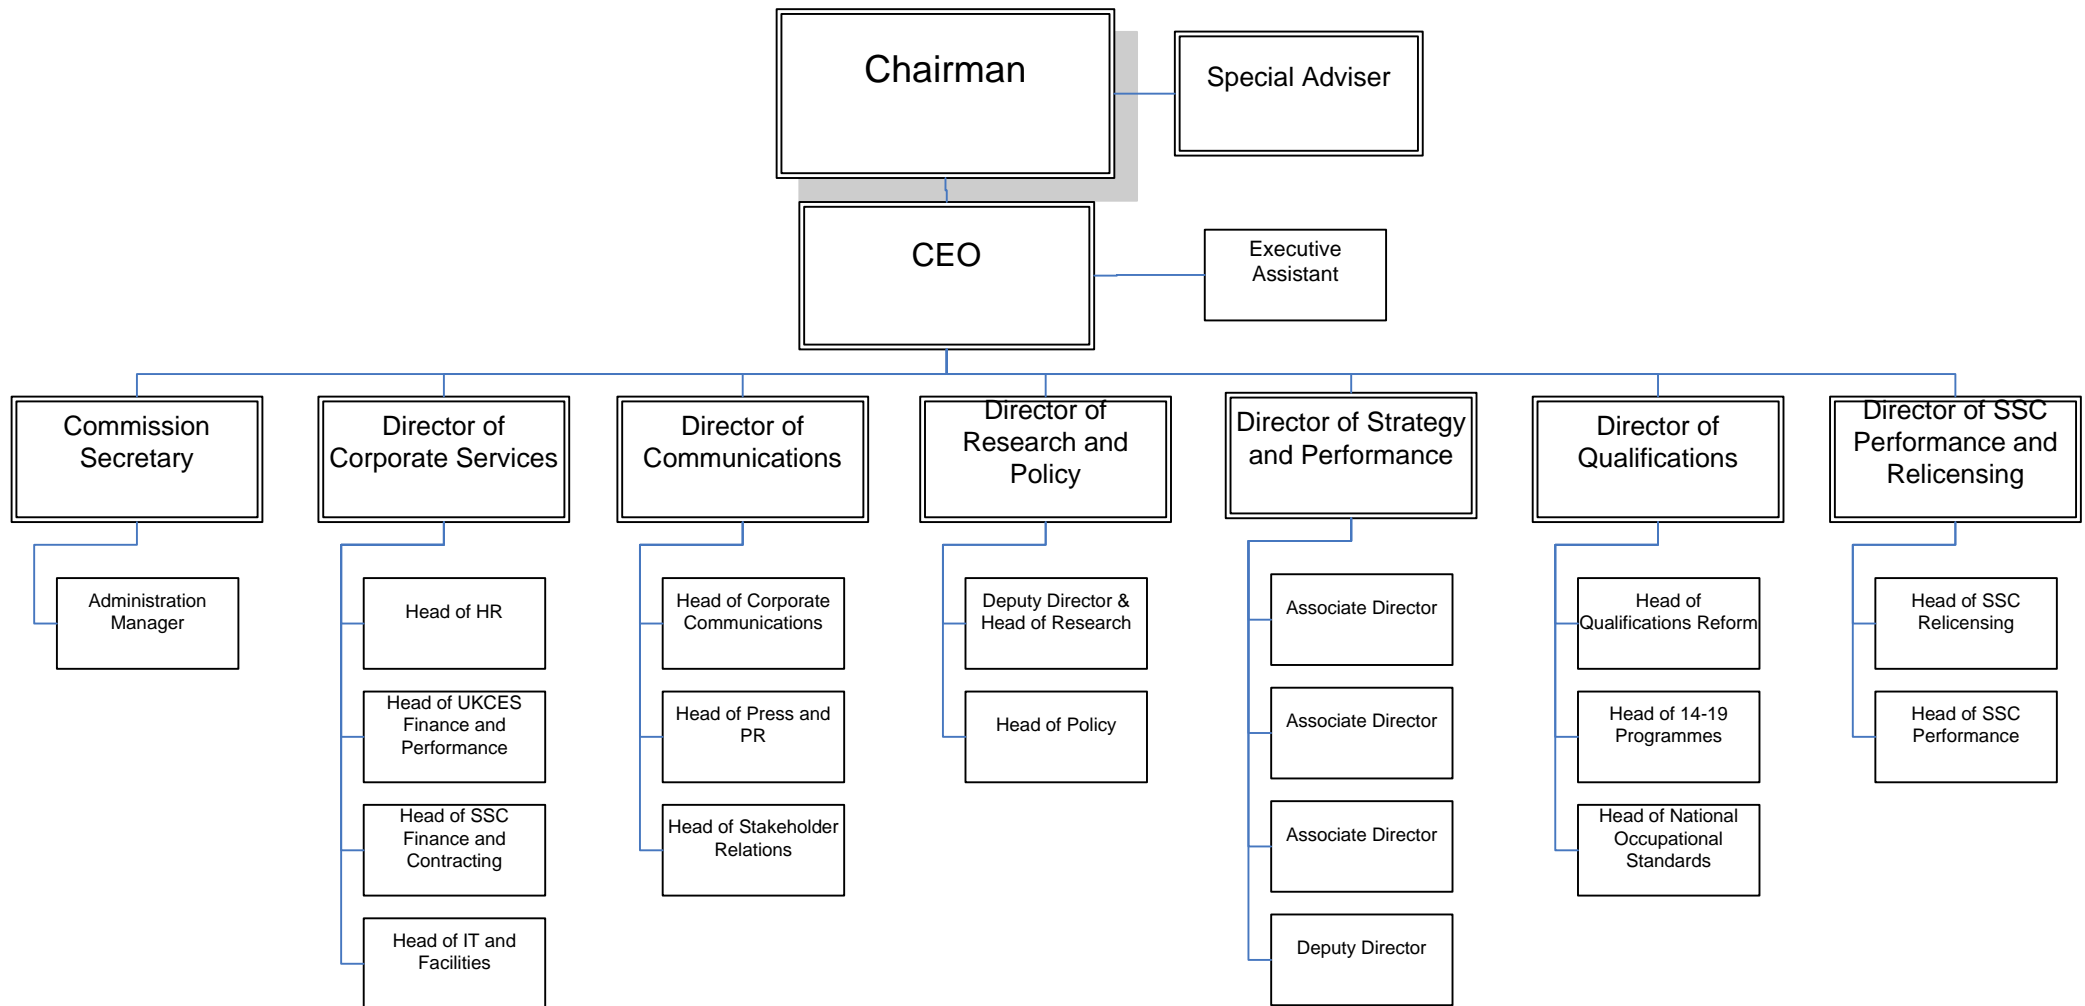 Chairman
Special Adviser
CEO
Executive
Assistant
Commission
Secretary
Director of
Corporate Services
Director of
Communications
Director of
Research and
Policy
Director of Strategy
and Performance
Director of
Qualifications
Director of SSC
Performance and
Relicensing
Administration
Manager
Head of HR
Head of UKCES
Finance and
Performance
Head of SSC
Finance and
Contracting
Head of IT and
Facilities
Head of Corporate
Communications
Head of Press and
PR
Head of Stakeholder
Relations
Deputy Director &
Head of Research
Head of Policy
Associate Director
Associate Director
Associate Director
Deputy Director
Head of
Qualifications Reform
Head of 14-19
Programmes
Head of National
Occupational
Standards
Head of SSC
Relicensing
Head of SSC
Performance